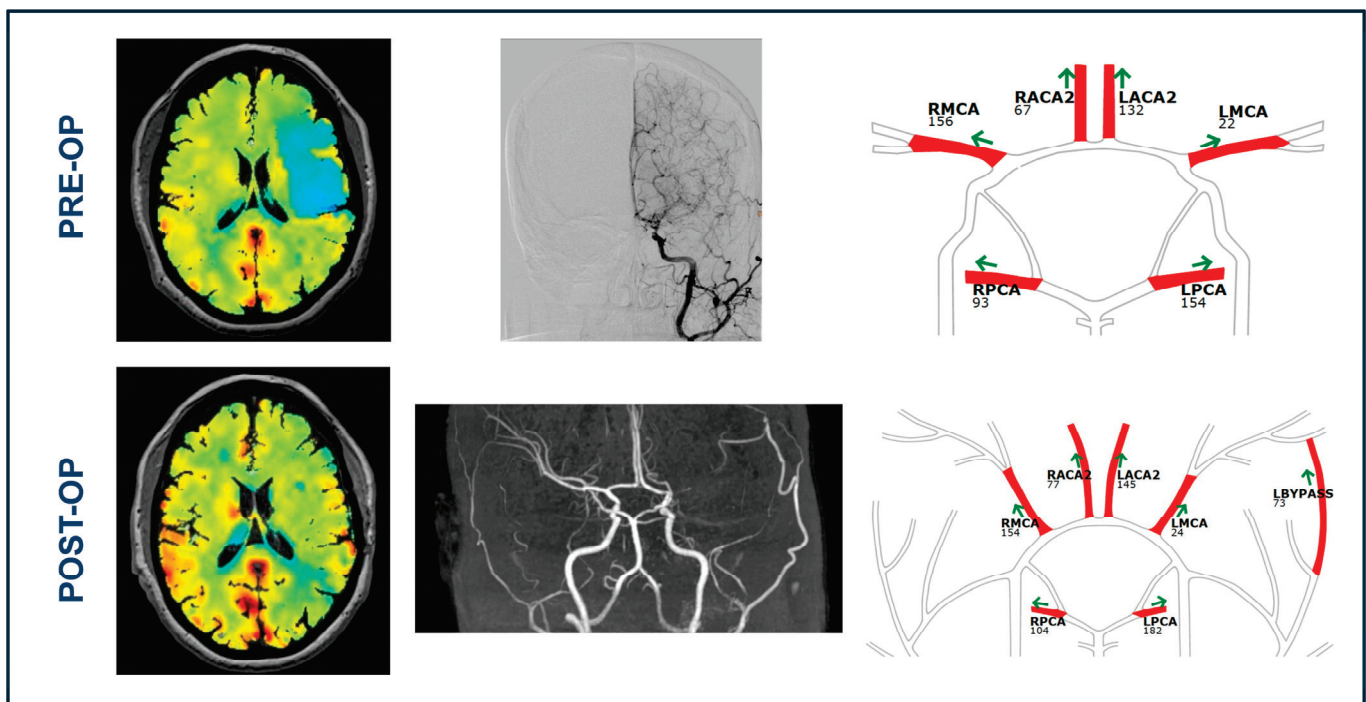 PRE-OP
RACA2
67
LACA2
132
RMCA
156
LMCA
22
RPCA
93
LPCA
154
POST-OP
RACA2
77
LACA2
145
LBYPASS
73
RMCA
154
LMCA
24
RPCA
104
LPCA
182